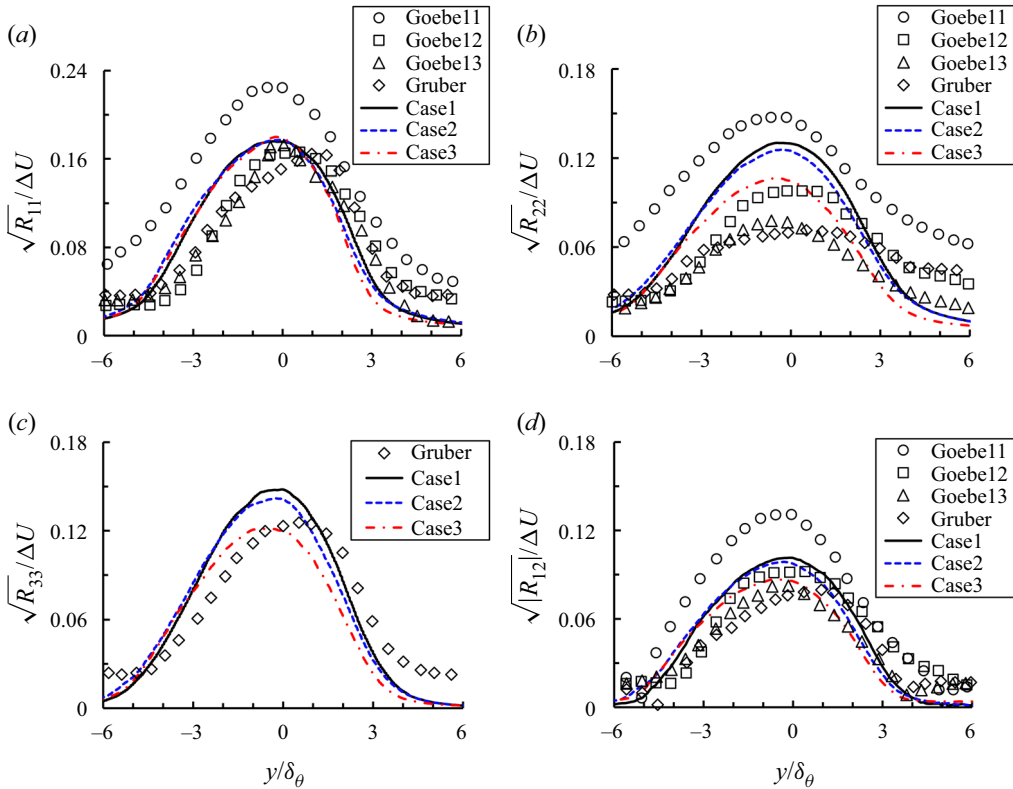 (a)
Goebe11
Goebe12
Goebe13
Gruber
Case1
Case2
Case3
0.24
0.16
0.08
0
√R11/ΔU
–6
–3
0
3
6
(b)
Goebe11
Goebe12
Goebe13
Gruber
Case1
Case2
Case3
0.18
0.12
0.06
0
√R22/ΔU
–6
–3
0
3
6
(c)
Gruber
Case1
Case2
Case3
0.18
0.12
0.06
0
√R33/ΔU
–6
–3
0
3
6
y/δθ
(d)
Goebe11
Goebe12
Goebe13
Gruber
Case1
Case2
Case3
0.18
0.12
0.06
0
√|R12|/ΔU
–6
–3
0
3
6
y/δθ